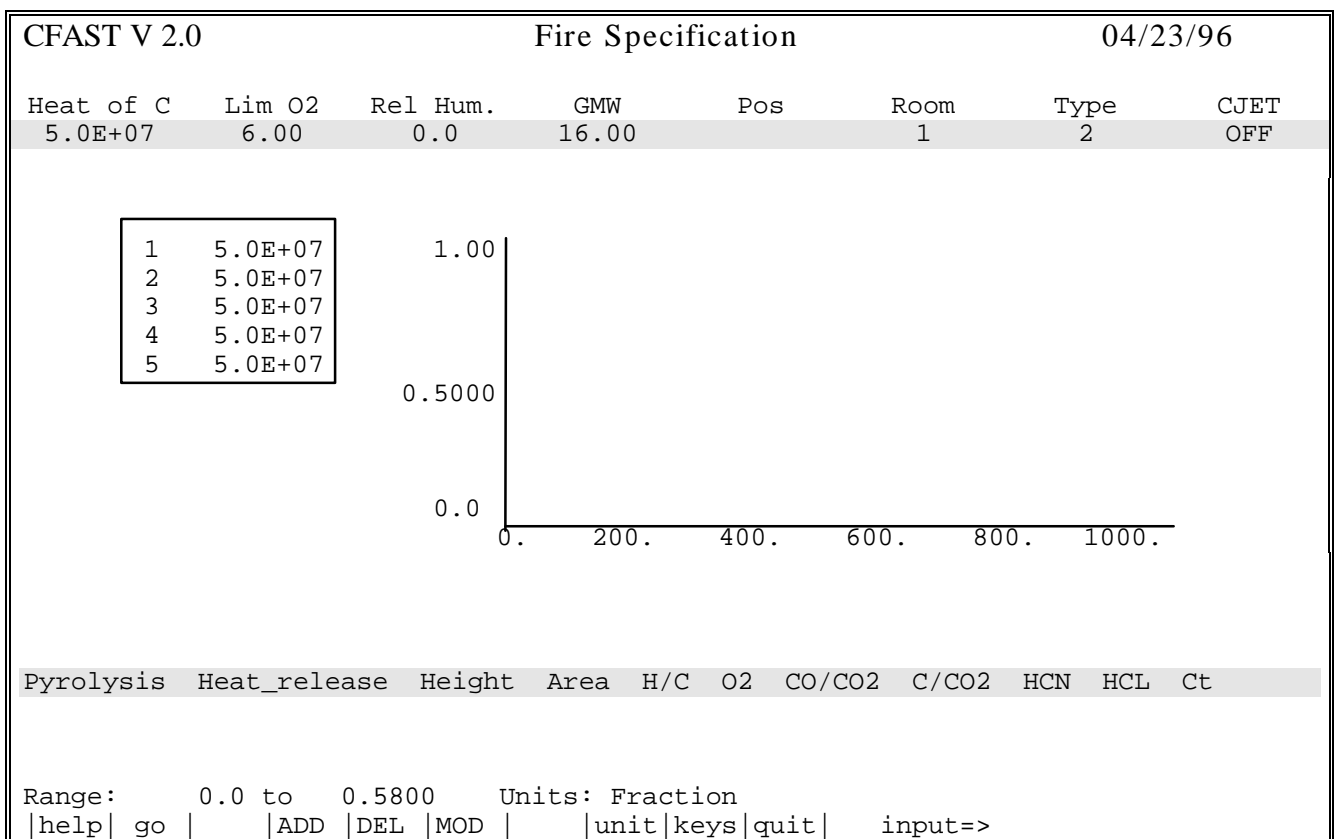 CFAST V 2.0 Fire Specification 04/23/96
Heat of C Lim O2 Rel Hum. GMW Pos Room Type CJET
5.0E+07 6.00 0.0 16.00 1 2 OFF
1 5.0E+07
2 5.0E+07
3 5.0E+07
4 5.0E+07
5 5.0E+07
1.00
0.5000
0.0
0. 200. 400. 600. 800. 1000.
Pyrolysis Heat_release Height Area H/C O2 CO/CO2 C/CO2 HCN HCL Ct
Range: 0.0 to 0.5800 Units: Fraction
|help| go | |ADD |DEL |MOD | |unit|keys|quit| input=>